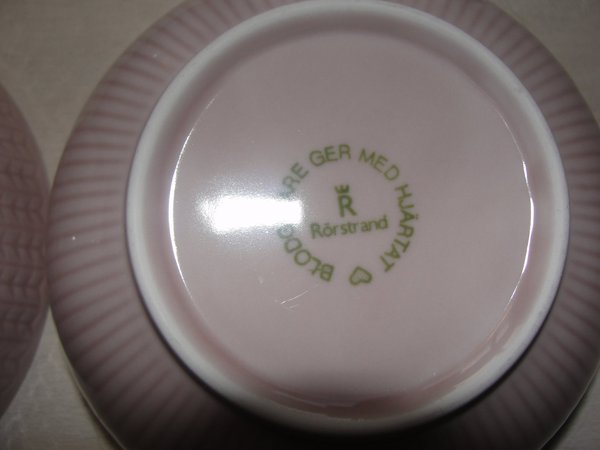 GER MED HJÄRTAT
R
Rörstrand